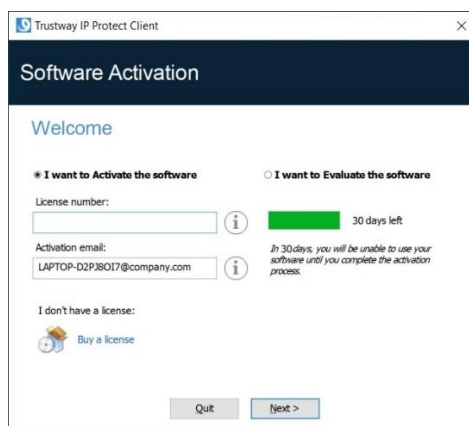 Trustway IP Protect Client
Software Activation
Welcome
I want to Activate the software
License number:
Activation email:
LAPTOP-D2PJ8OI7@company.com
I don't have a license:
Buy a license
I want to Evaluate the software
30 days left
In 30days, you will be unable to use your
software until you complete the activation
process.
Quit
Next >